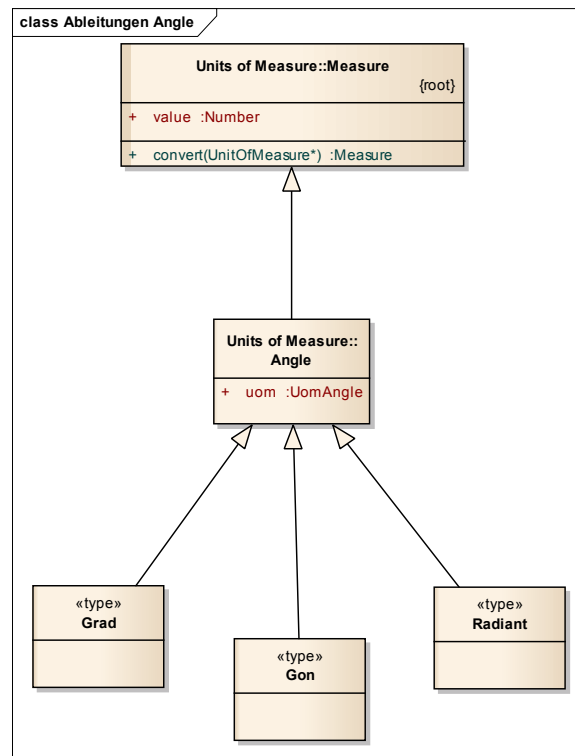 class Ableitungen Angle
Units of Measure::Measure
{root}
+ value :Number
+ convert(UnitOfMeasure*) :Measure
Units of Measure::
Angle
+ uom :UomAngle
«type»
Grad
«type»
Gon
«type»
Radiant